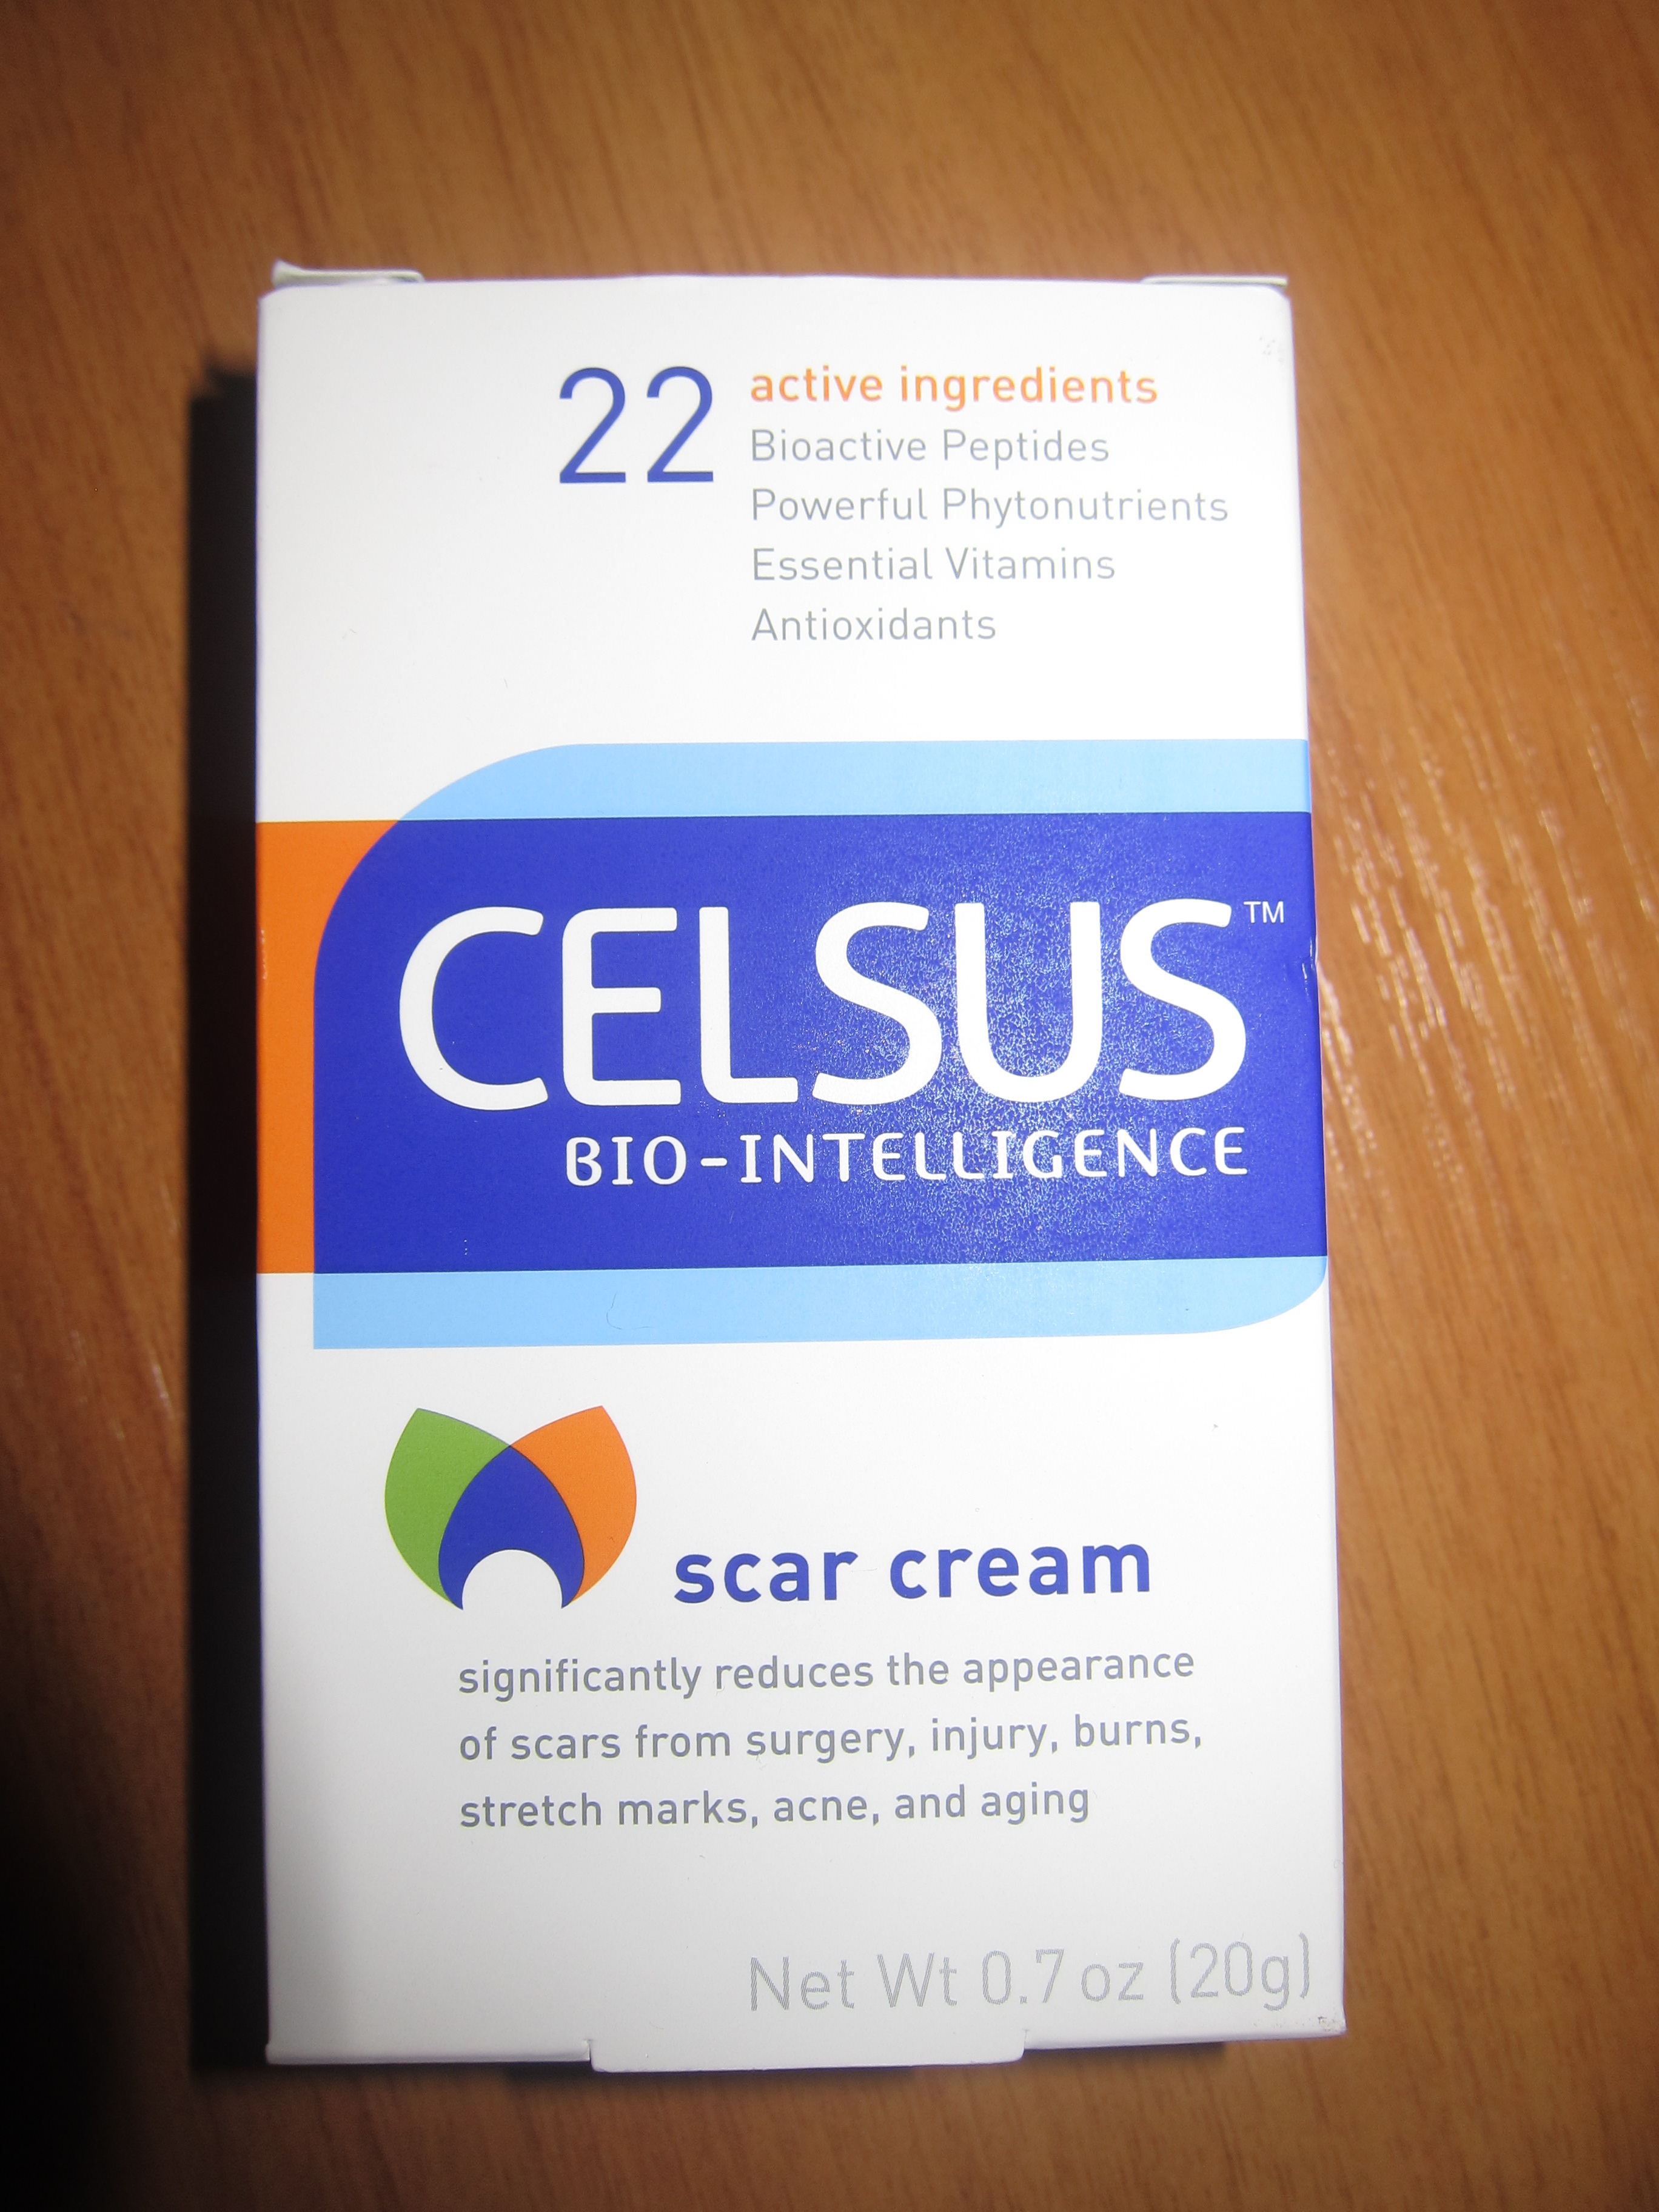 22 active ingredients
Bioactive Peptides
Powerful Phytonutrients
Essential Vitamins
Antioxidants
CELSUS™
BIO-INTELLIGENCE
scar cream
significantly reduces the appearance
of scars from surgery, injury, burns,
stretch marks, acne, and aging
Net Wt 0.7 oz (20g)